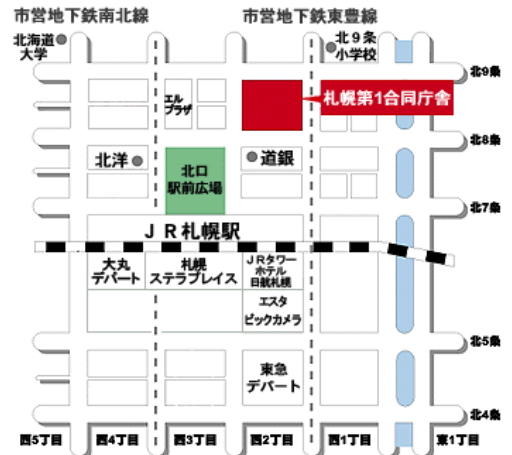 市営地下鉄南北線
市営地下鉄東豊線
北海道
大学
北9条
小学校
北9条
エル
プラザ
札幌第1合同庁舎
北8条
北洋
道銀
北口
駅前広場
北7条
JR札幌駅
大丸
デパート
札幌
ステラプレイス
JRタワー
ホテル
日航札幌
エスタ
ビックカメラ
北5条
東急
デパート
北4条
西5丁目
西4丁目
西3丁目
西2丁目
西1丁目
東1丁目